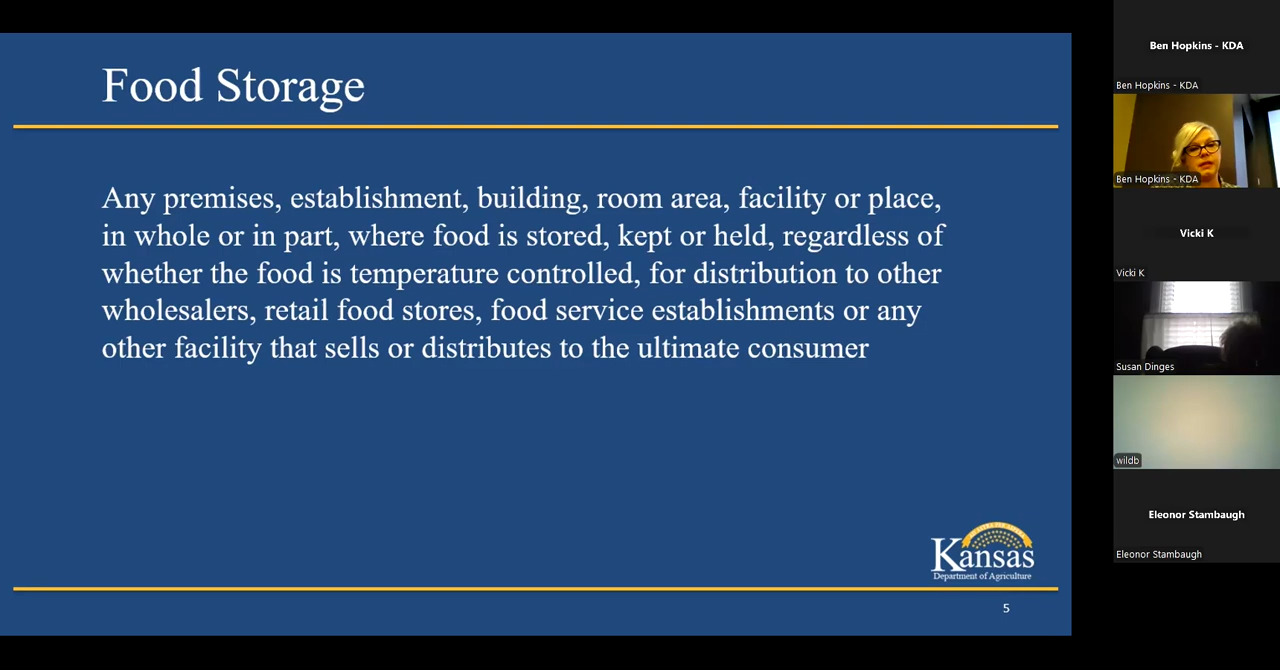 Food Storage
Any premises, establishment, building, room area, facility or place,
in whole or in part, where food is stored, kept or held, regardless of
whether the food is temperature controlled, for distribution to other
wholesalers, retail food stores, food service establishments or any
other facility that sells or distributes to the ultimate consumer
Kansas
Department of Agriculture
5
Ben Hopkins - KDA
Ben Hopkins - KDA
Ben Hopkins - KDA
Vicki K
Vicki K
Susan Dinges
wildb
Eleonor Stambaugh
Eleonor Stambaugh